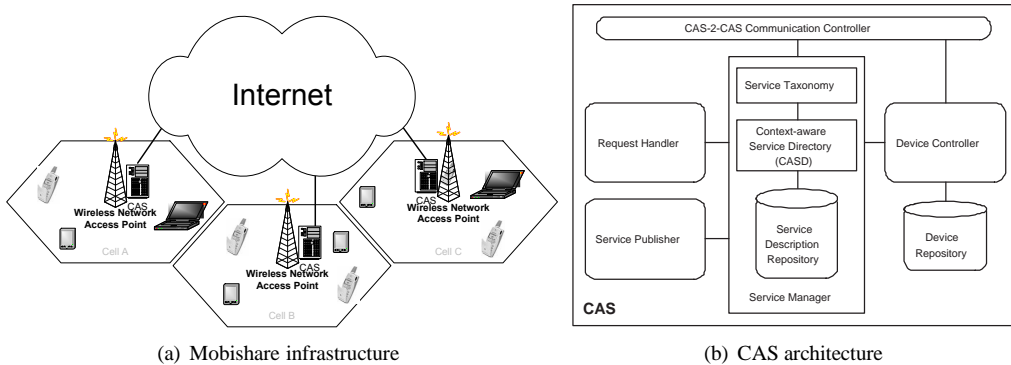 Internet
CAS
Wireless Network
Access Point
Cell A
CAS
Wireless Network
Access Point
Cell B
CAS
Wireless Network
Access Point
Cell C
(a) Mobishare infrastructure
CAS-2-CAS Communication Controller
Service Taxonomy
Request Handler
Context-aware
Service Directory
(CASD)
Device Controller
Service Publisher
Service
Description
Repository
Device
Repository
Service Manager
CAS
(b) CAS architecture